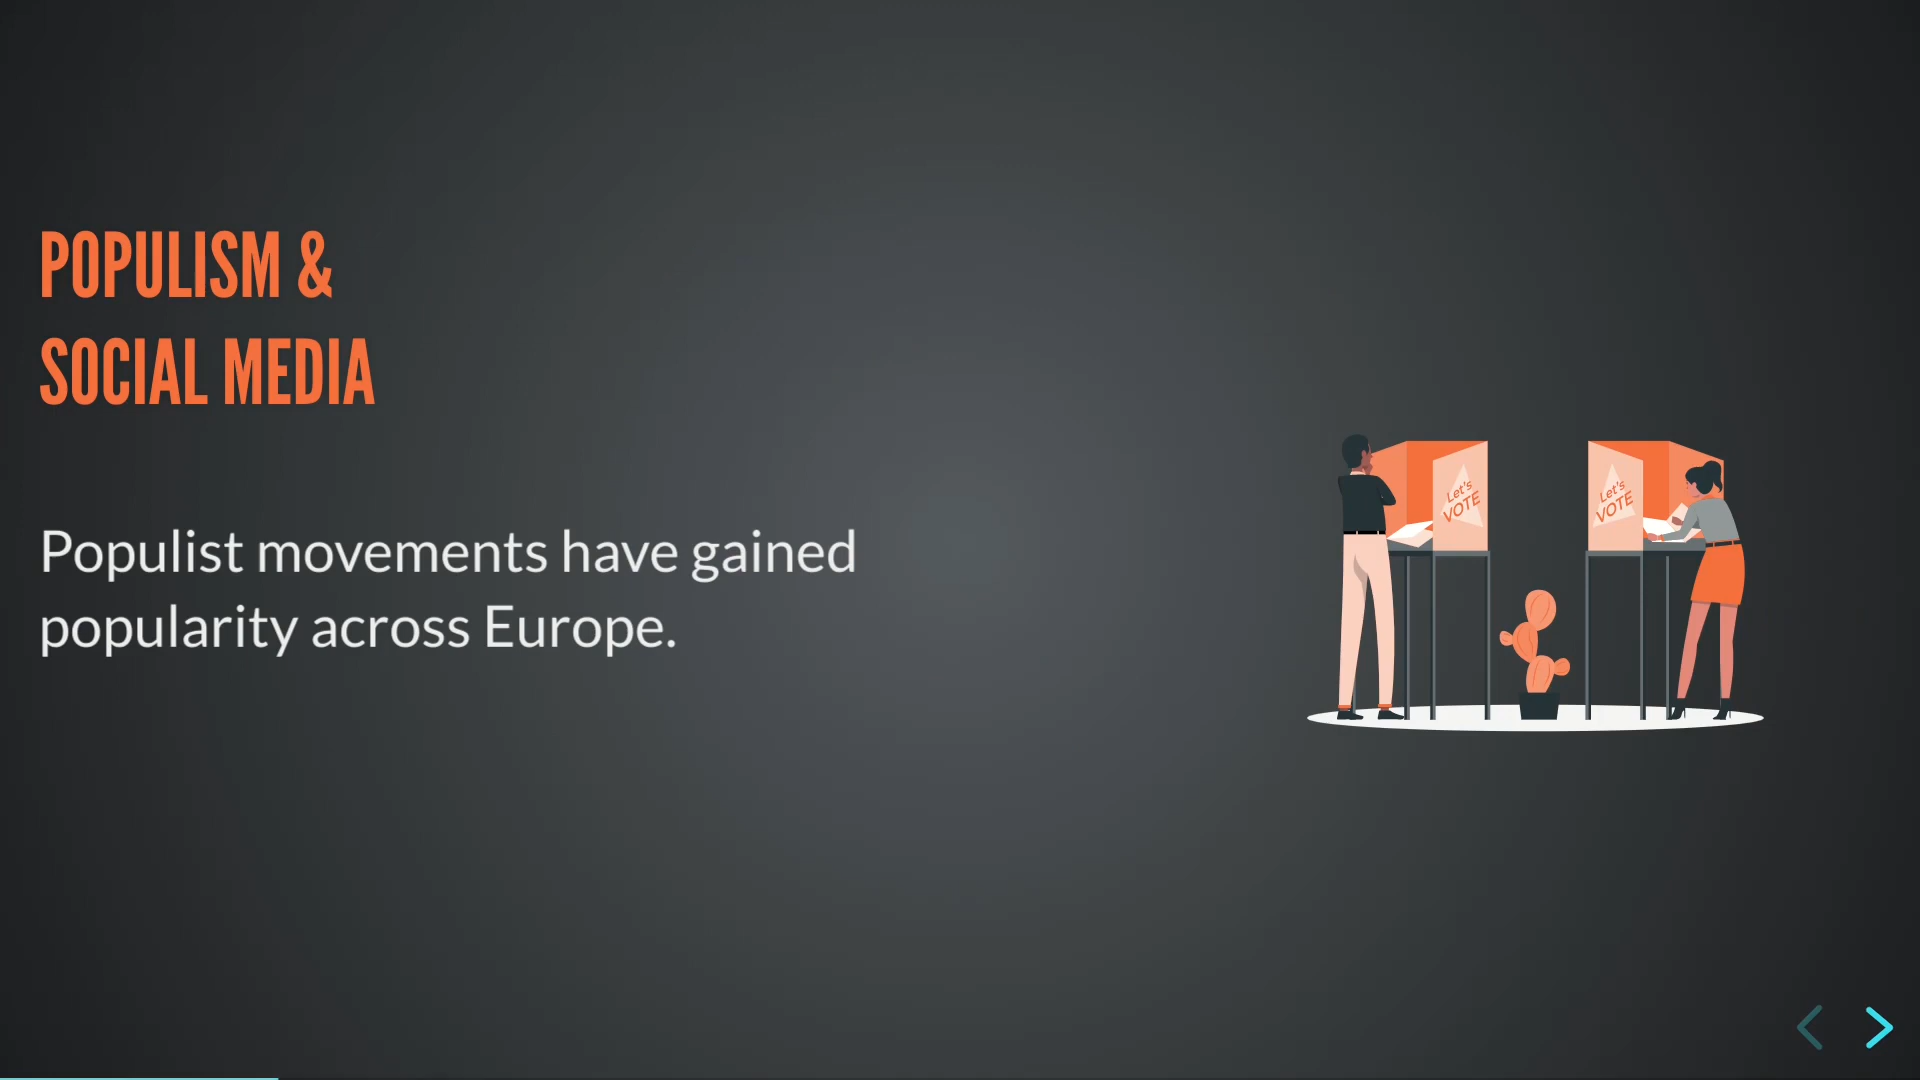 POPULISM &
SOCIAL MEDIA
Populist movements have gained
popularity across Europe.
Let's
VOTE
Let's
VOTE